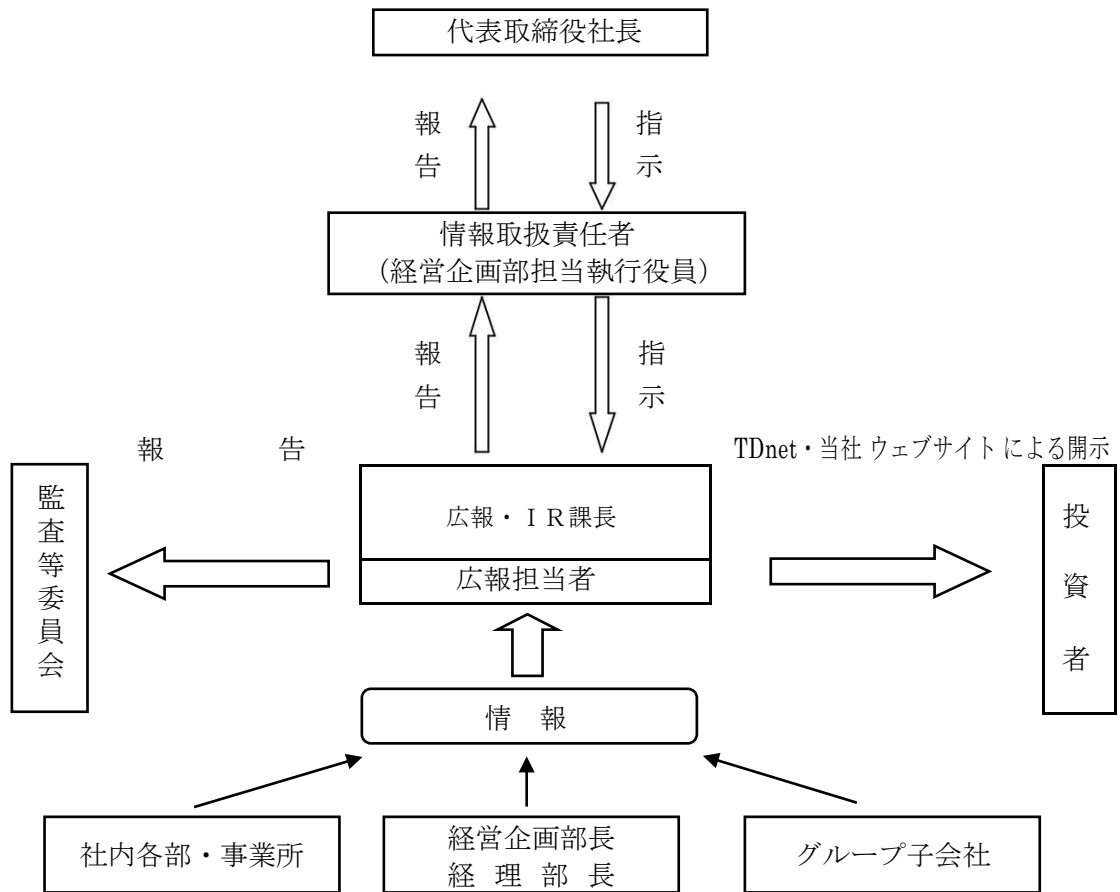 代表取締役社長
報告
指示
情報取扱責任者
（経営企画部担当執行役員）
報告
指示
報　告
TDnet・当社 ウェブサイト による開示
監査等委員会
広報・ＩＲ課長
広報担当者
投資者
情　報
社内各部・事業所
経営企画部長
経 理 部 長
グループ子会社